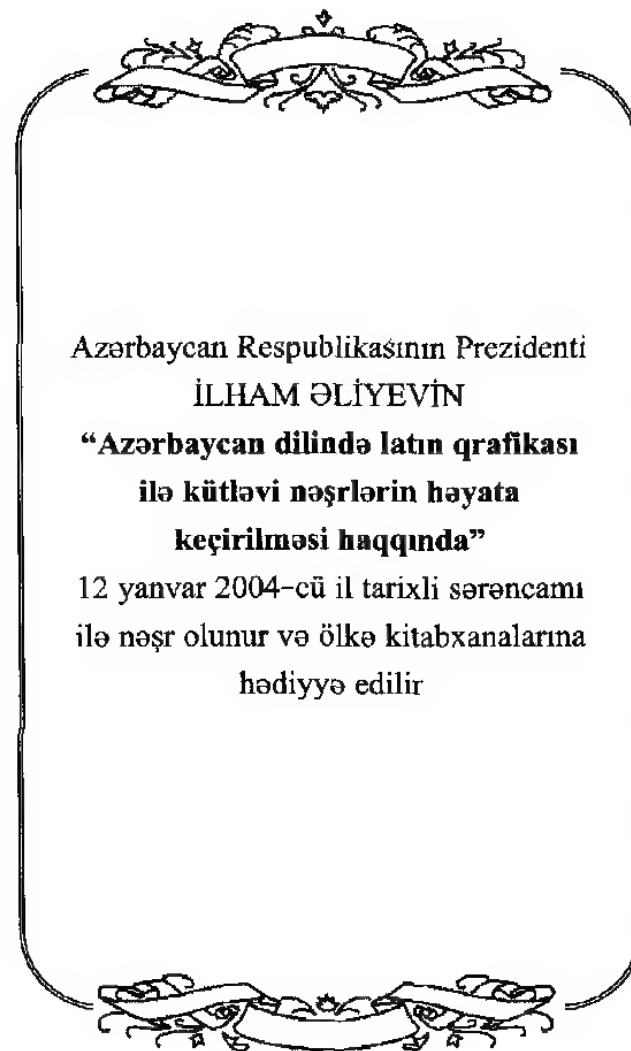 Azərbaycan Respublikasının Prezidenti
İLHAM ƏLİYEVİN
“Azərbaycan dilində latın qrafikası
ilə kütləvi nəşrlərin həyata
keçirilməsi haqqında”
12 yanvar 2004-cü il tarixli sərəncamı
ilə nəşr olunur və ölkə kitabxanalarına
hədiyyə edilir